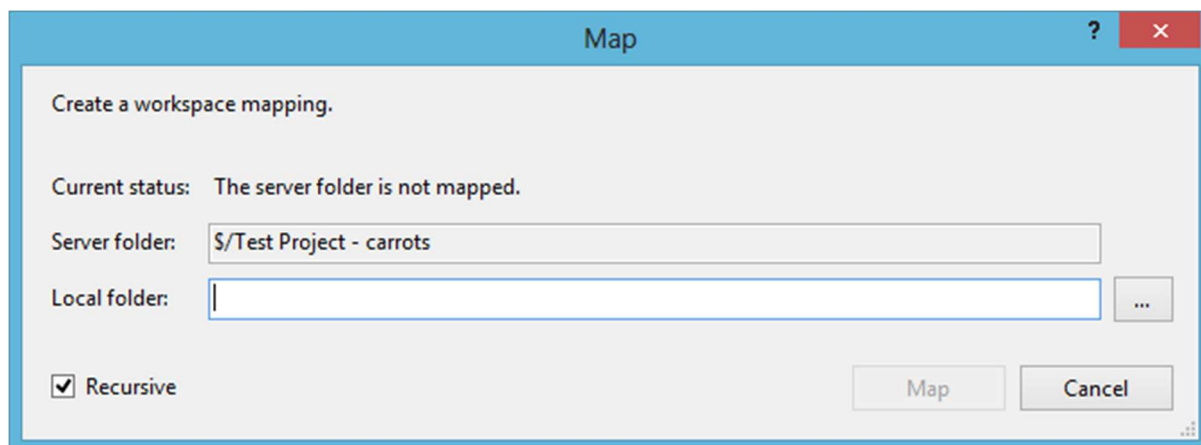 Map
?
Create a workspace mapping.
Current status: The server folder is not mapped.
Server folder: $/Test Project - carrots
Local folder:
...
Recursive
Map Cancel